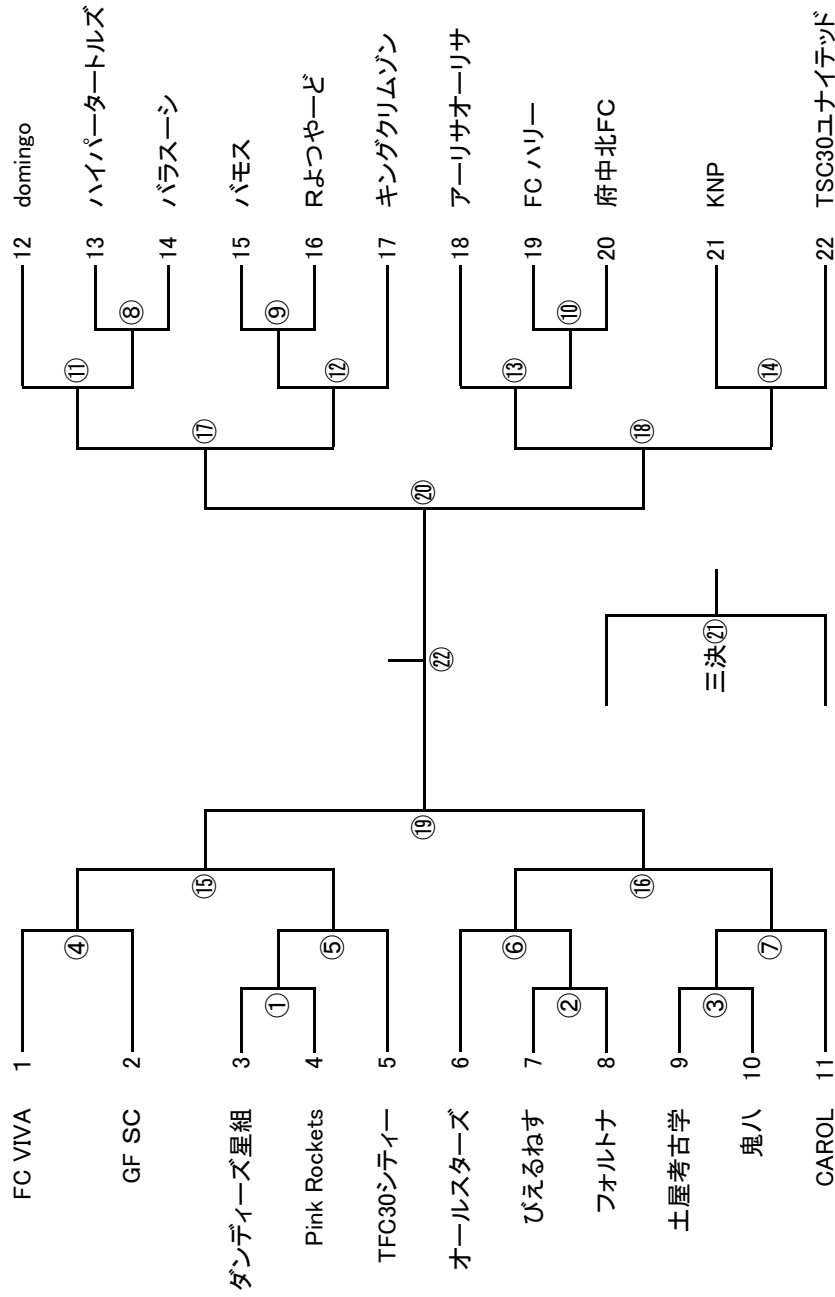 FC VIVA 1
GF SC 2
ダンディーズ星組 3
Pink Rockets 4
TFC30シティー 5
オールスターズ 6
びえるねす 7
フォルトナ 8
土屋考古学 9
鬼八 10
CAROL 11
①
②
③
④
⑤
⑥
⑦
⑮
⑯
⑲
㉒
三決㉑
⑳
⑰
⑱
⑪
⑫
⑬
⑭
⑧
⑨
⑩
12 domingo
13 ハイパータートルズ
14 バラスーシ
15 バモス
16 Rよつやーど
17 キングクリムゾン
18 アーリサオーリサ
19 FC ハリー
20 府中北FC
21 KNP
22 TSC30ユナイテッド